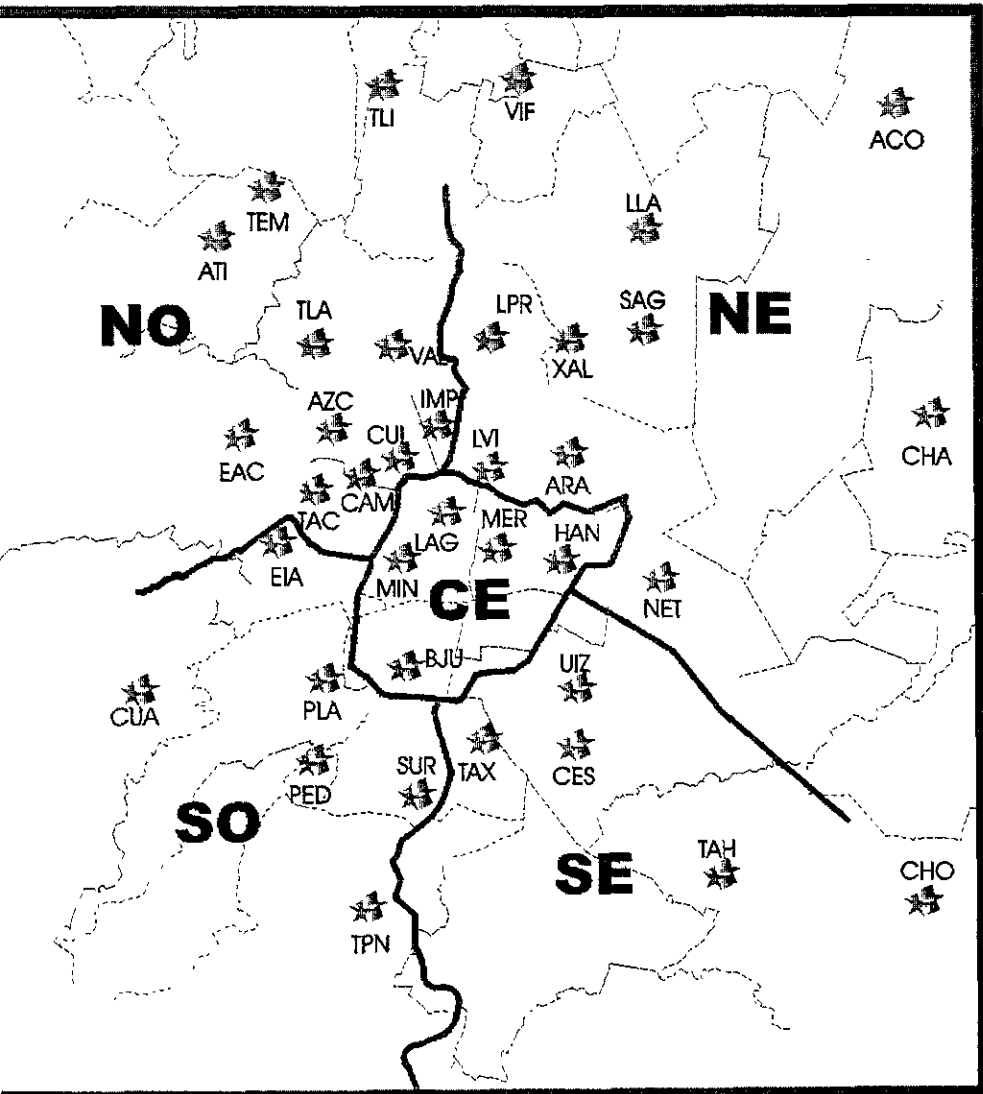 TLI
VIF
ACO
TEM
LLA
ATI
NO
TLA
LPR
SAG
NE
VAL
XAL
AZC
IMP
CUI
LVI
EAC
CAM
ARA
CHA
TAC
LAG
MER
HAN
EIA
MIN
CE
NET
BJU
UIZ
CUA
PLA
PED
SUR
TAX
CES
SO
SE
TAH
CHO
TPN